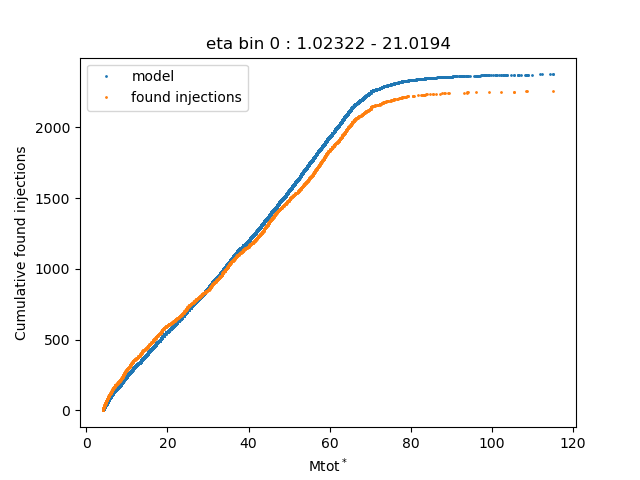 eta bin 0 : 1.02322 - 21.0194
model
found injections
Cumulative found injections
2000
1500
1000
500
0
0 20 40 60 80 100 120
Mtot*